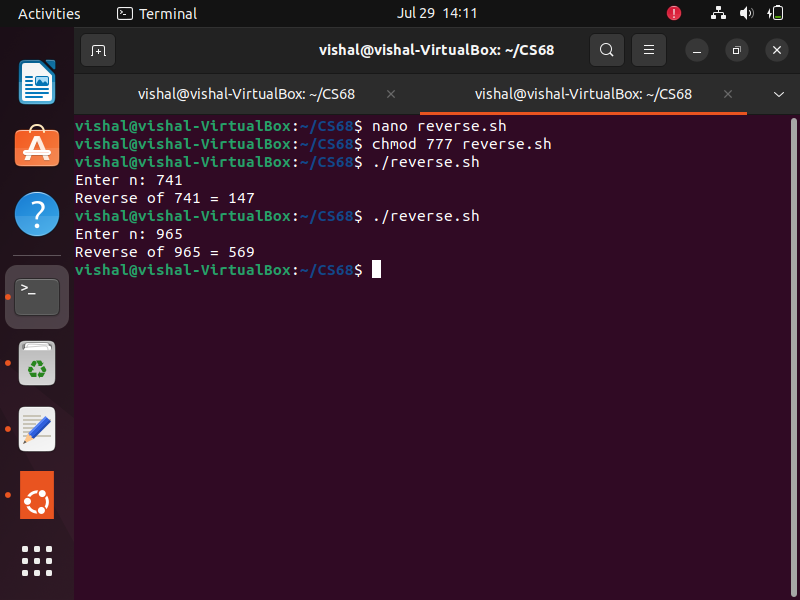 Activities Terminal Jul 29 14:11
vishal@vishal-VirtualBox: ~/CS68
vishal@vishal-VirtualBox: ~/CS68 vishal@vishal-VirtualBox: ~/CS68
vishal@vishal-VirtualBox:~/CS68$ nano reverse.sh
vishal@vishal-VirtualBox:~/CS68$ chmod 777 reverse.sh
vishal@vishal-VirtualBox:~/CS68$ ./reverse.sh
Enter n: 741
Reverse of 741 = 147
vishal@vishal-VirtualBox:~/CS68$ ./reverse.sh
Enter n: 965
Reverse of 965 = 569
vishal@vishal-VirtualBox:~/CS68$